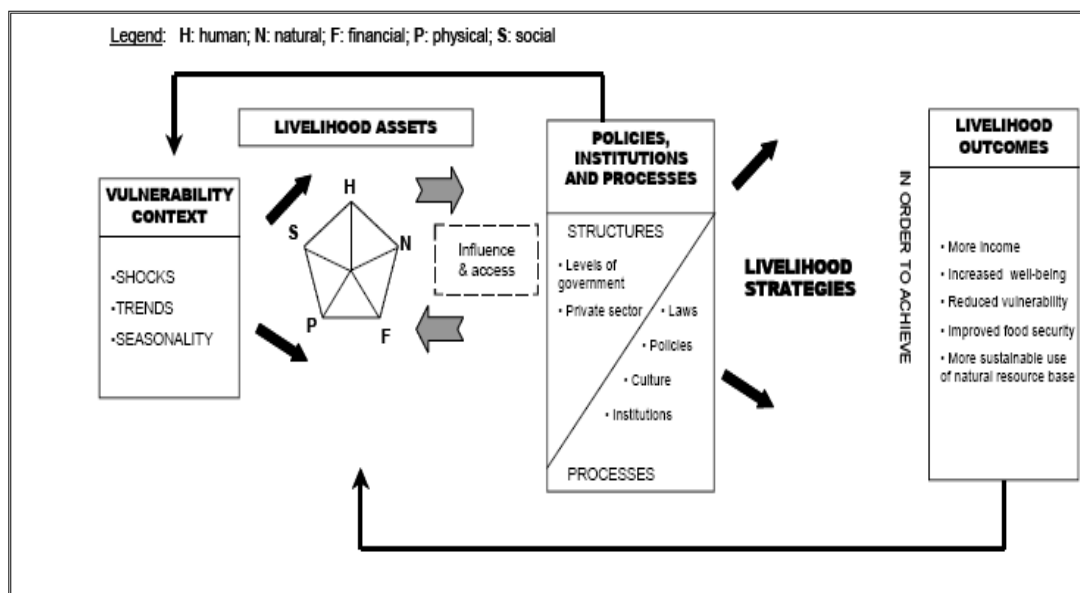 Legend: H: human; N: natural; F: financial; P: physical; S: social
LIVELIHOOD ASSETS
VULNERABILITY
CONTEXT
•SHOCKS
•TRENDS
•SEASONALITY
H
S
N
P
F
Influence
& access
POLICIES,
INSTITUTIONS
AND PROCESSES
STRUCTURES
• Levels of
government
• Private sector
• Laws
• Policies
• Culture
• Institutions
PROCESSES
LIVELIHOOD
STRATEGIES
IN ORDER TO ACHIEVE
LIVELIHOOD
OUTCOMES
• More income
• Increased well-being
• Reduced vulnerability
• Improved food security
• More sustainable use
of natural resource base